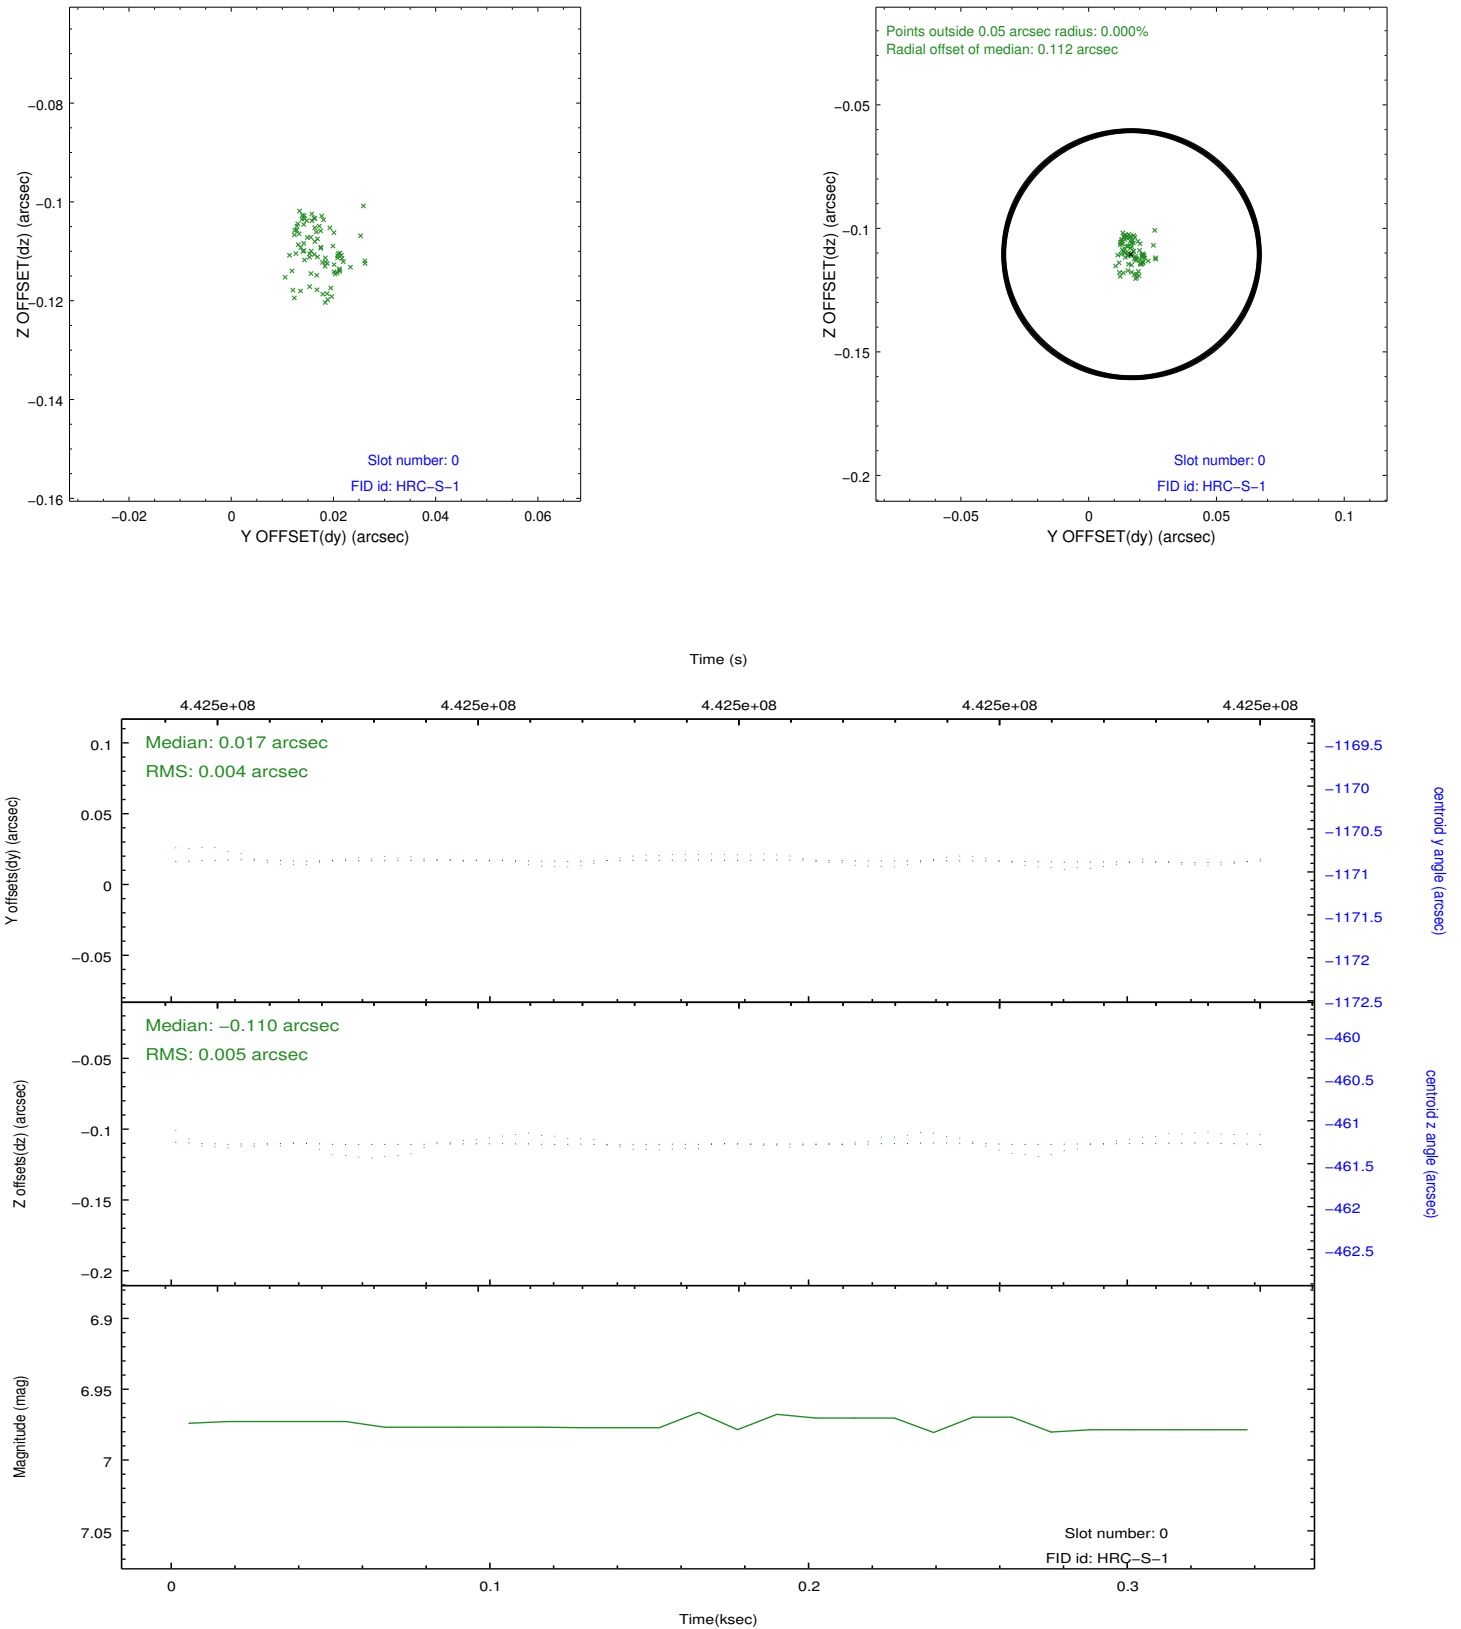 −0.08
−0.1
−0.12
−0.14
−0.16
Z OFFSET(dz) (arcsec)
Slot number: 0
FID id: HRC−S−1
−0.02 0 0.02 0.04 0.06
Y OFFSET(dy) (arcsec)
Points outside 0.05 arcsec radius: 0.000%
Radial offset of median: 0.112 arcsec
−0.05
−0.1
−0.15
−0.2
Z OFFSET(dz) (arcsec)
Slot number: 0
FID id: HRC−S−1
−0.05 0 0.05 0.1
Y OFFSET(dy) (arcsec)
Time (s)
4.425e+08 4.425e+08 4.425e+08 4.425e+08 4.425e+08
Median: 0.017 arcsec
RMS: 0.004 arcsec
0.1
0.05
0
−0.05
Y offsets(dy) (arcsec)
−1169.5
−1170
−1170.5
−1171
−1171.5
−1172
−1172.5
centroid y angle (arcsec)
Median: −0.110 arcsec
RMS: 0.005 arcsec
−0.05
−0.1
−0.15
−0.2
Z offsets(dz) (arcsec)
−460
−460.5
−461
−461.5
−462
−462.5
centroid z angle (arcsec)
6.9
6.95
7
7.05
Magnitude (mag)
Slot number: 0
FID id: HRC−S−1
0 0.1 0.2 0.3
Time(ksec)